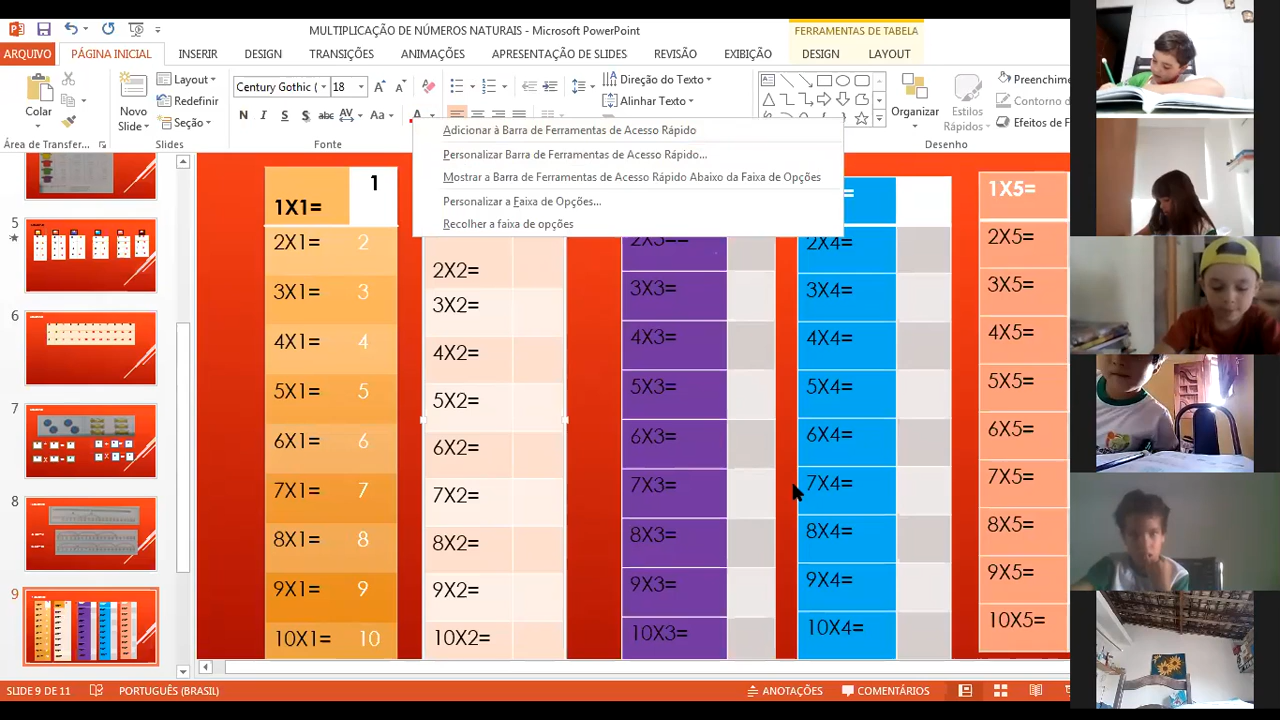 MULTIPLICAÇÃO DE NÚMEROS NATURAIS - Microsoft PowerPoint
FERRAMENTAS DE TABELA
ARQUIVO PÁGINA INICIAL INSERIR DESIGN TRANSIÇÕES ANIMAÇÕES APRESENTAÇÃO DE SLIDES REVISÃO EXIBIÇÃO DESIGN LAYOUT
Colar
Novo Slide
Layout
Redefinir
Seção
Century Gothic ( 18
N I S S abc AV Aa A
Direção do Texto
Alinhar Texto
Organizar
Estilos Rápidos
Preenchime
Contorno d
Efeitos de F
Área de Transfer...
Slides
Fonte
Desenho
Adicionar à Barra de Ferramentas de Acesso Rápido
Personalizar Barra de Ferramentas de Acesso Rápido...
Mostrar a Barra de Ferramentas de Acesso Rápido Abaixo da Faixa de Opções
Personalizar a Faixa de Opções...
Recolher a faixa de opções
5
6
7
8
9
1X1= 1
2X1= 2
3X1= 3
4X1= 4
5X1= 5
6X1= 6
7X1= 7
8X1= 8
9X1= 9
10X1= 10
2X2=
3X2=
4X2=
5X2=
6X2=
7X2=
8X2=
9X2=
10X2=
2X3==
3X3=
4X3=
5X3=
6X3=
7X3=
8X3=
9X3=
10X3=
=
2X4=
3X4=
4X4=
5X4=
6X4=
7X4=
8X4=
9X4=
10X4=
1X5=
2X5=
3X5=
4X5=
5X5=
6X5=
7X5=
8X5=
9X5=
10X5=
SLIDE 9 DE 11 PORTUGUÊS (BRASIL) ANOTAÇÕES COMENTÁRIOS